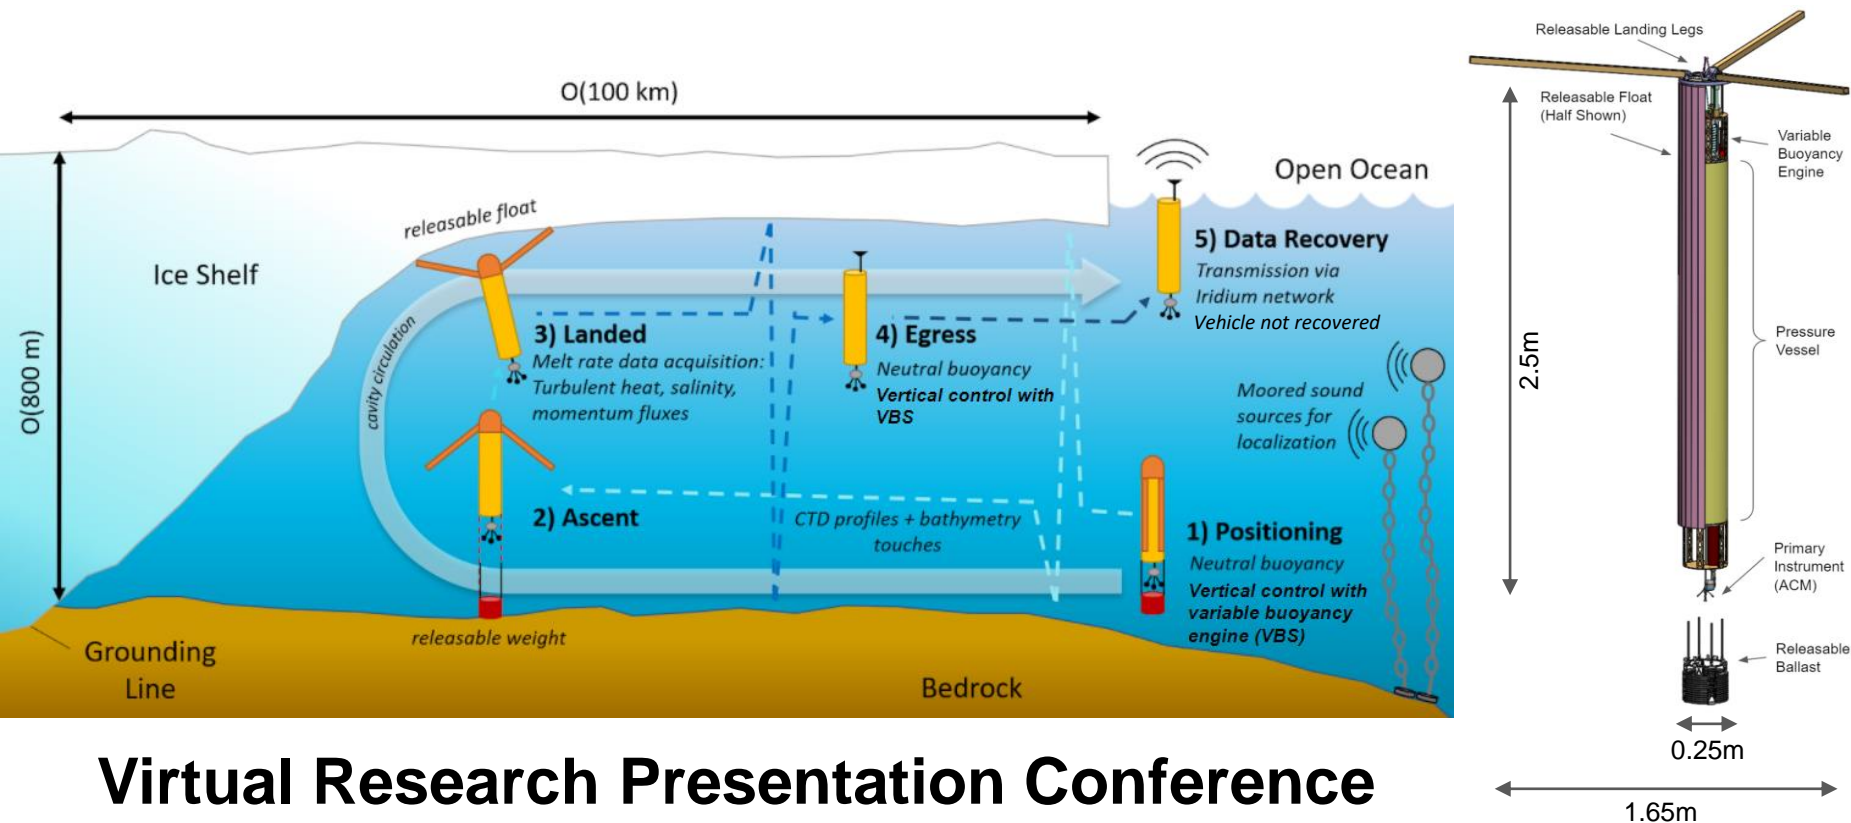 O(100 km)
Open Ocean
releasable float
Ice Shelf
O(800 m)
cavity circulation
3) Landed
Melt rate data acquisition:
Turbulent heat, salinity,
momentum fluxes
4) Egress
Neutral buoyancy
Vertical control with
VBS
5) Data Recovery
Transmission via
Iridium network
Vehicle not recovered
Moored sound
sources for
localization
2) Ascent
CTD profiles + bathymetry
touches
1) Positioning
Neutral buoyancy
Vertical control with
variable buoyancy
engine (VBS)
releasable weight
Grounding
Line
Bedrock
Releasable Landing Legs
Releasable Float
(Half Shown)
Variable
Buoyancy
Engine
Pressure
Vessel
2.5m
Primary
Instrument
(ACM)
Releasable
Ballast
0.25m
1.65m
Virtual Research Presentation Conference